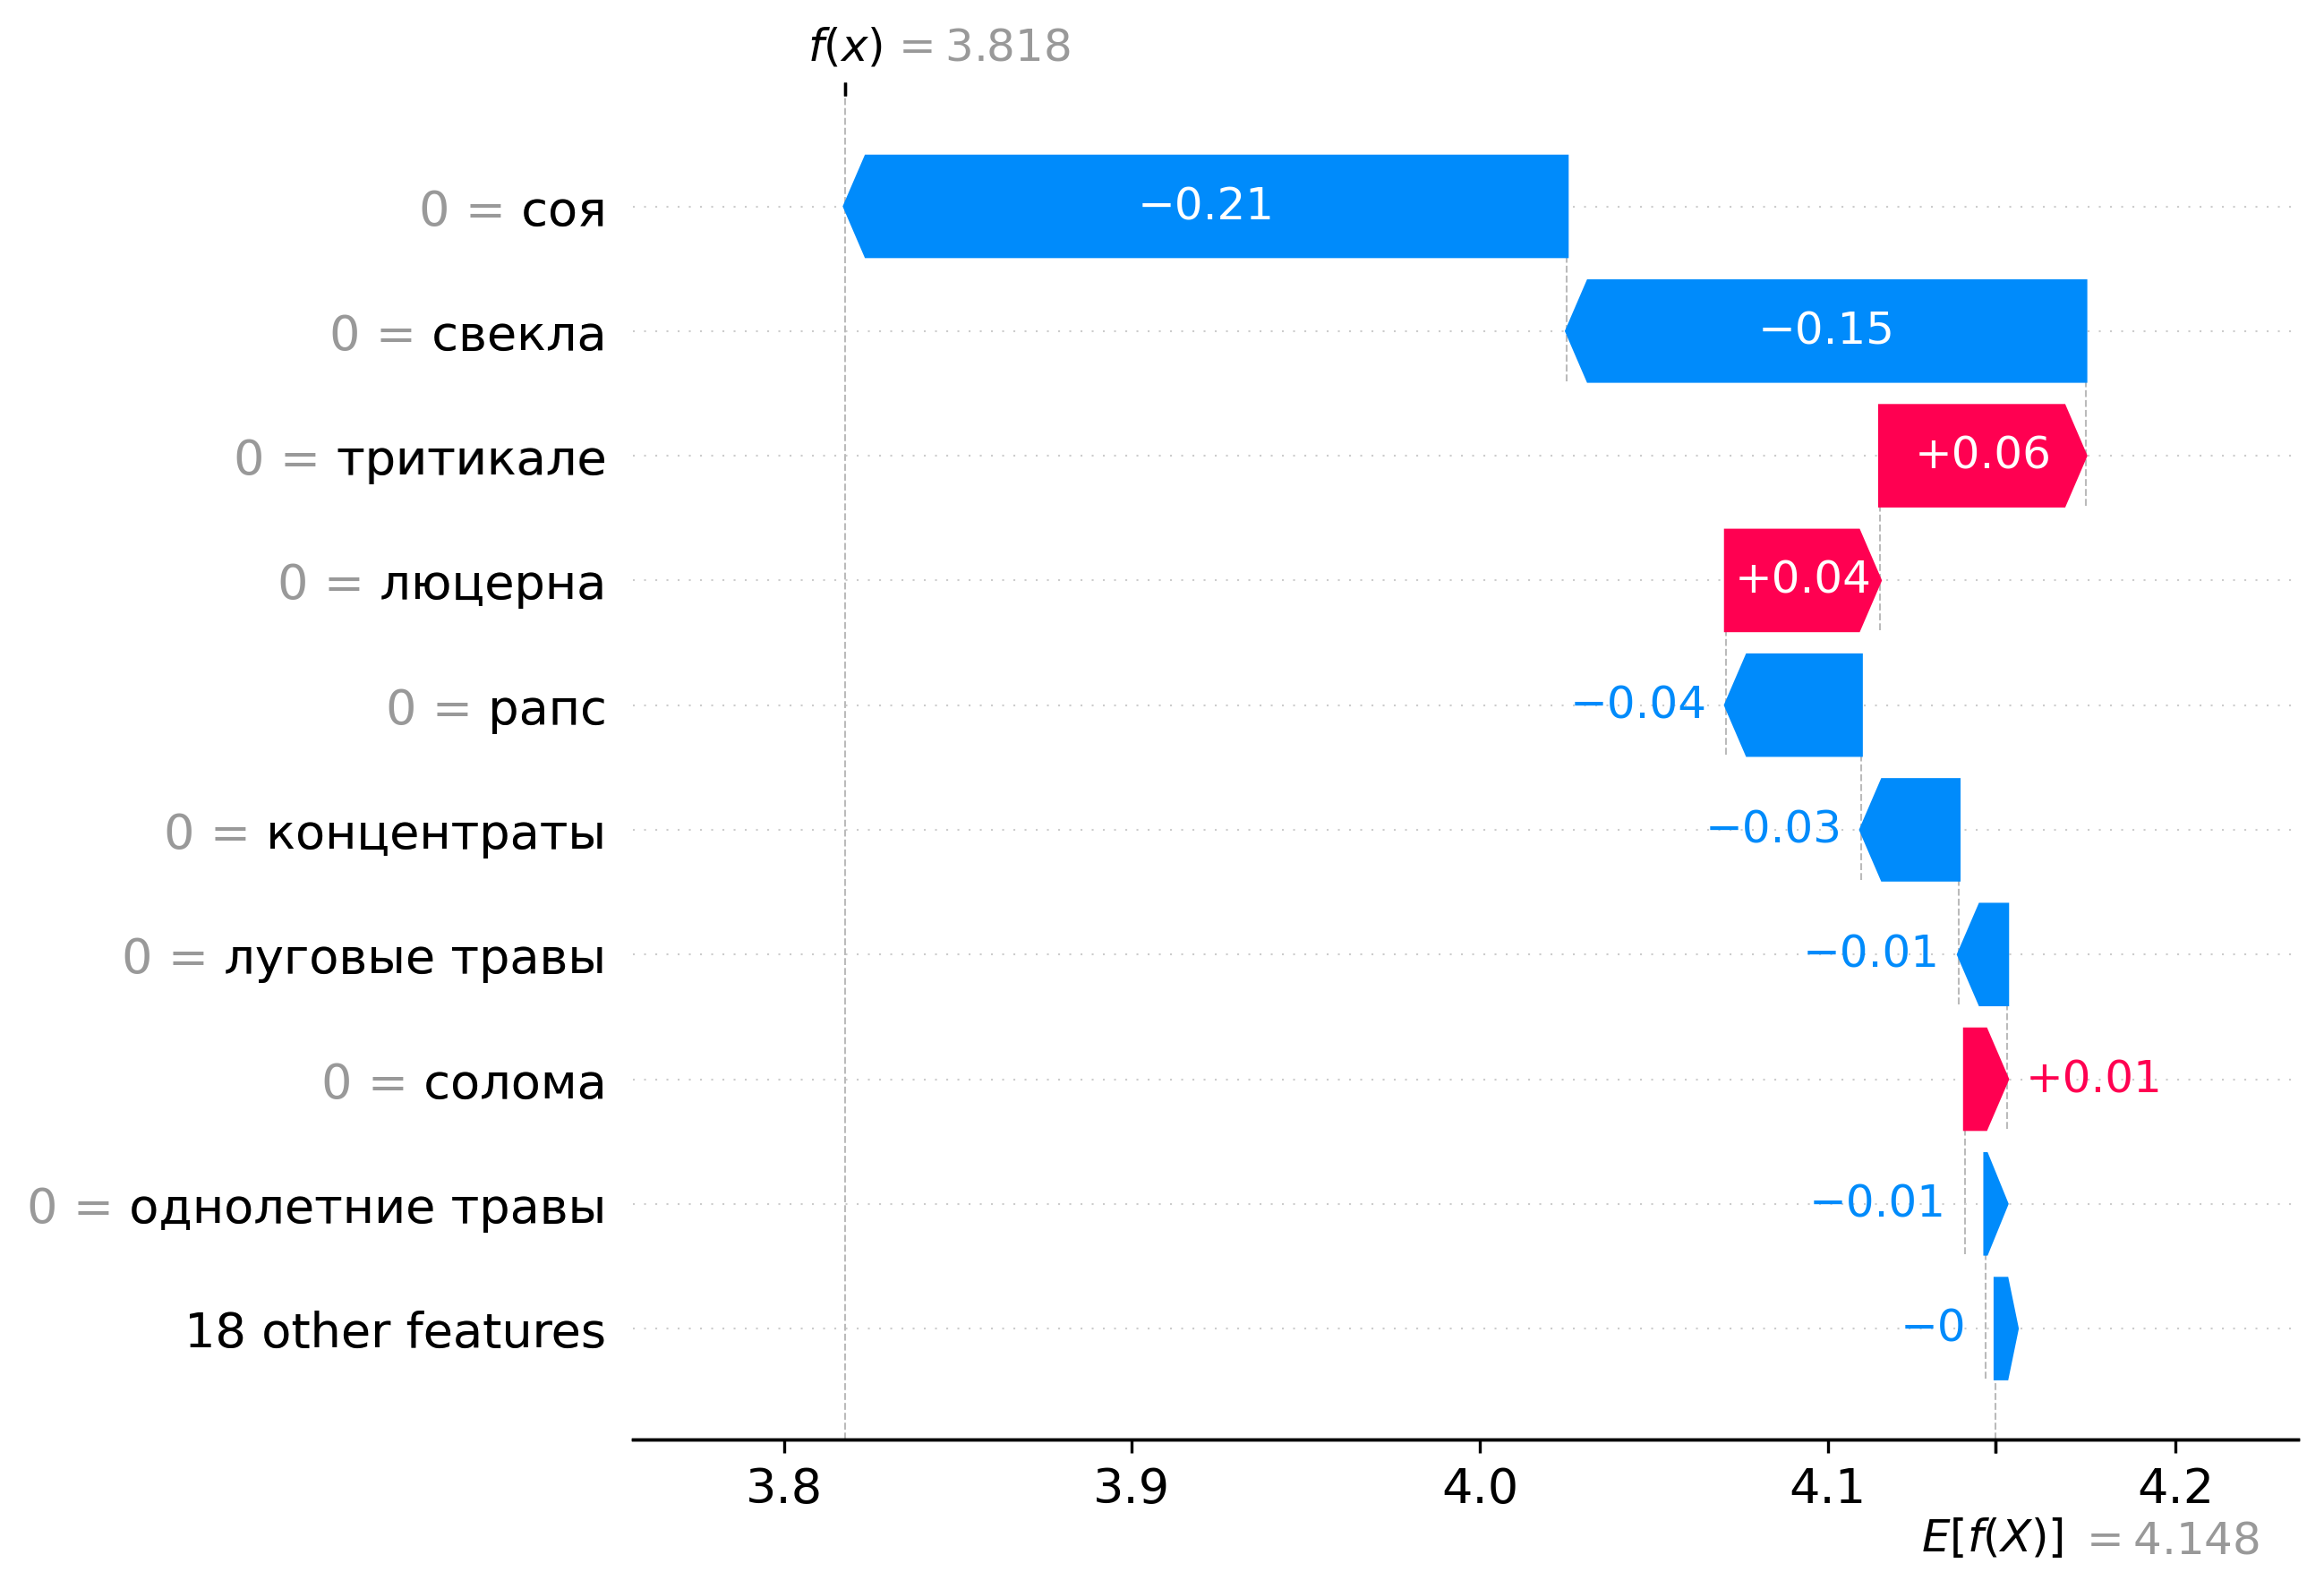 f(x) = 3.818
0 = соя
−0.21
0 = свекла
−0.15
0 = тритикале
+0.06
0 = люцерна
+0.04
0 = рапс
−0.04
0 = концентраты
−0.03
0 = луговые травы
−0.01
0 = солома
+0.01
0 = однолетние травы
−0.01
18 other features
−0
3.8 3.9 4.0 4.1 4.2
E[f(X)] = 4.148